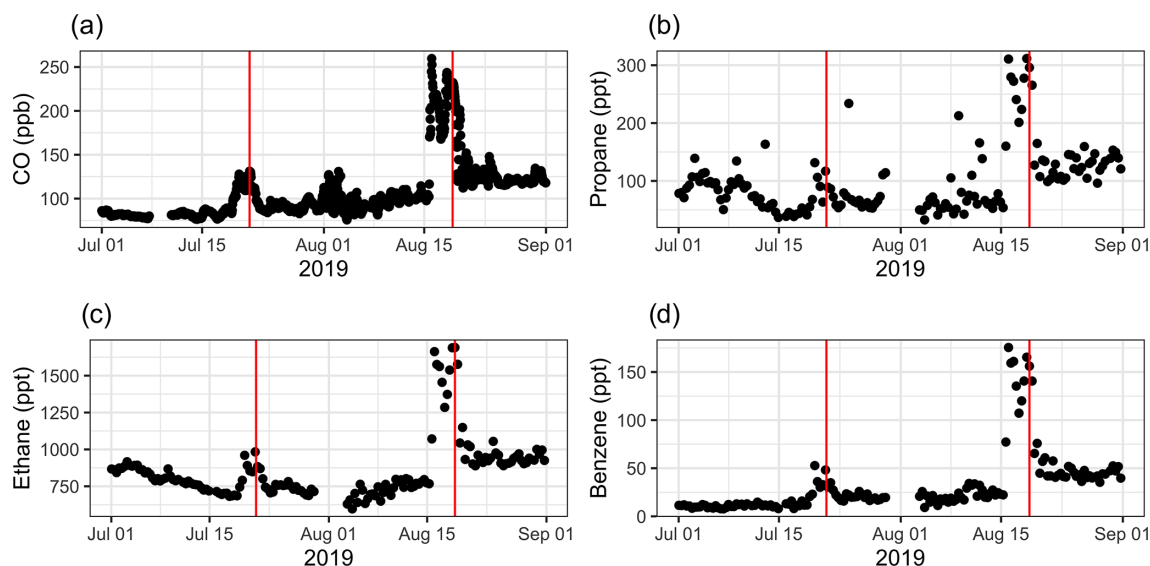 (a)
CO (ppb)
250
200
150
100
Jul 01
Jul 15
Aug 01
Aug 15
Sep 01
2019
(b)
Propane (ppt)
300
200
100
Jul 01
Jul 15
Aug 01
Aug 15
Sep 01
2019
(c)
Ethane (ppt)
1500
1250
1000
750
Jul 01
Jul 15
Aug 01
Aug 15
Sep 01
2019
(d)
Benzene (ppt)
150
100
50
0
Jul 01
Jul 15
Aug 01
Aug 15
Sep 01
2019